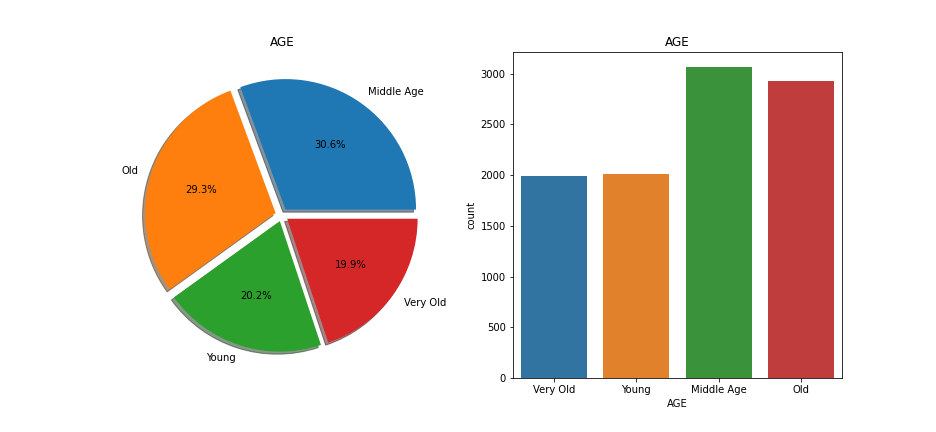 AGE
Middle Age
30.6%
Old
29.3%
19.9%
20.2%
Very Old
Young
AGE
3000
2500
2000
1500
1000
500
0
count
Very Old Young Middle Age Old
AGE